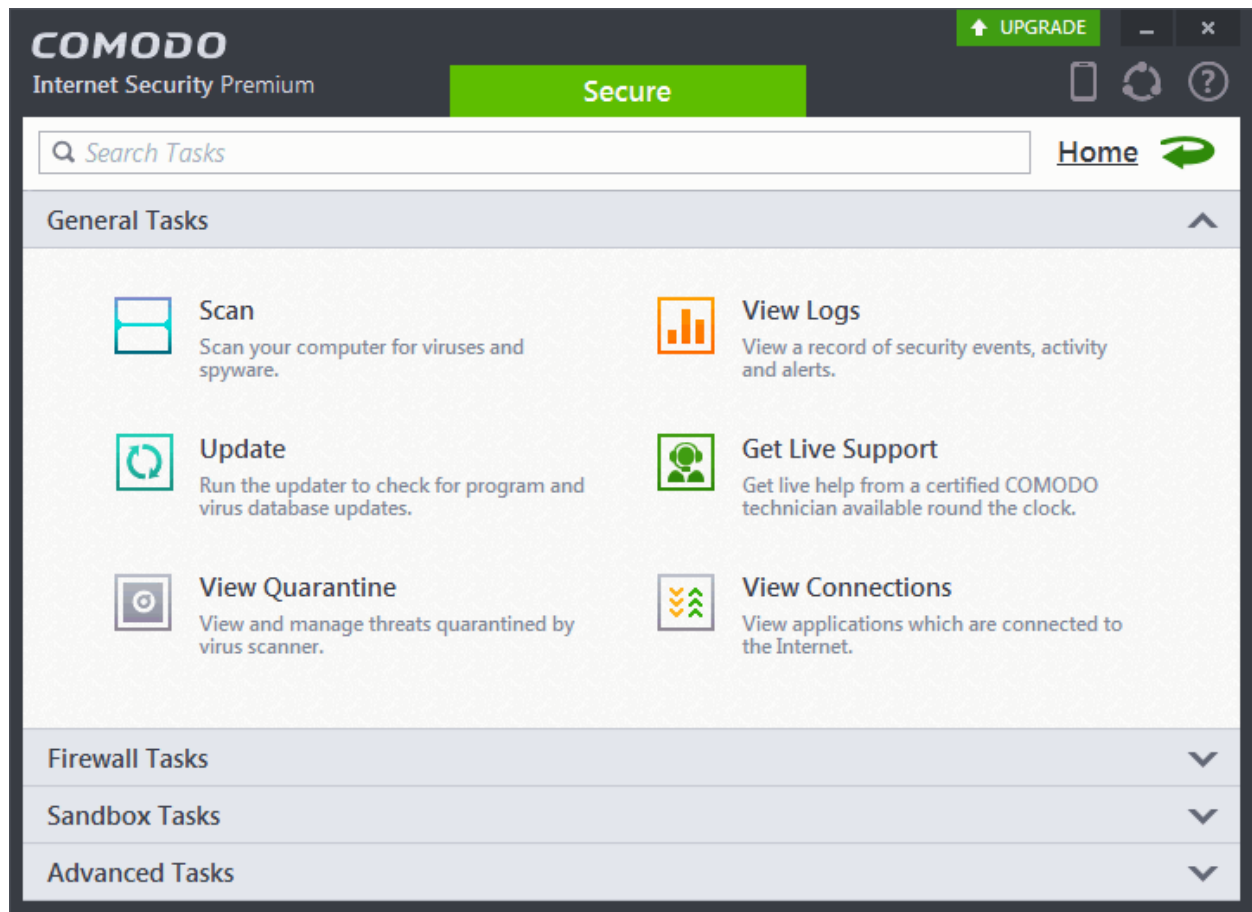 COMODO
Internet Security Premium
UPGRADE
Secure
Search Tasks
Home
General Tasks
Scan
Scan your computer for viruses and
spyware.
View Logs
View a record of security events, activity
and alerts.
Update
Run the updater to check for program and
virus database updates.
Get Live Support
Get live help from a certified COMODO
technician available round the clock.
View Quarantine
View and manage threats quarantined by
virus scanner.
View Connections
View applications which are connected to
the Internet.
Firewall Tasks
Sandbox Tasks
Advanced Tasks